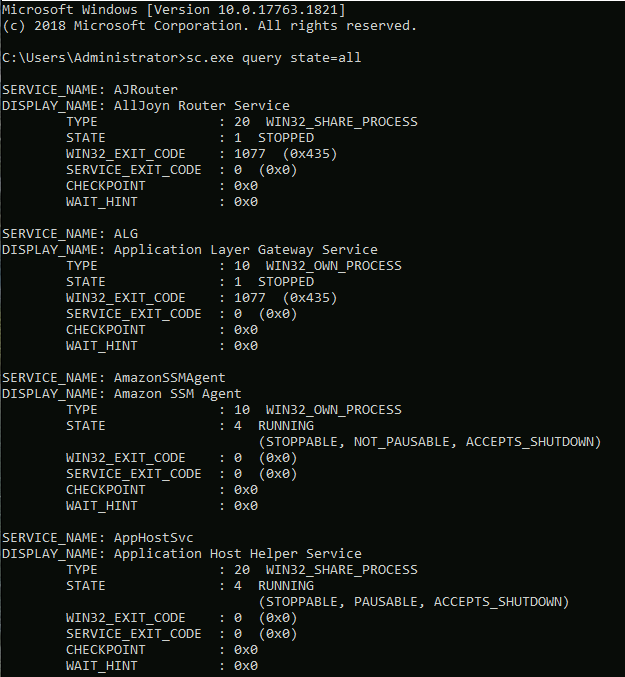 Microsoft Windows [Version 10.0.17763.1821]
(c) 2018 Microsoft Corporation. All rights reserved.
C:\Users\Administrator>sc.exe query state=all
SERVICE_NAME: AJRouter
DISPLAY_NAME: AllJoyn Router Service
TYPE : 20 WIN32_SHARE_PROCESS
STATE : 1 STOPPED
WIN32_EXIT_CODE : 1077 (0x435)
SERVICE_EXIT_CODE : 0 (0x0)
CHECKPOINT : 0x0
WAIT_HINT : 0x0
SERVICE_NAME: ALG
DISPLAY_NAME: Application Layer Gateway Service
TYPE : 10 WIN32_OWN_PROCESS
STATE : 1 STOPPED
WIN32_EXIT_CODE : 1077 (0x435)
SERVICE_EXIT_CODE : 0 (0x0)
CHECKPOINT : 0x0
WAIT_HINT : 0x0
SERVICE_NAME: AmazonSSMAgent
DISPLAY_NAME: Amazon SSM Agent
TYPE : 10 WIN32_OWN_PROCESS
STATE : 4 RUNNING
(STOPPABLE, NOT_PAUSABLE, ACCEPTS_SHUTDOWN)
WIN32_EXIT_CODE : 0 (0x0)
SERVICE_EXIT_CODE : 0 (0x0)
CHECKPOINT : 0x0
WAIT_HINT : 0x0
SERVICE_NAME: AppHostSvc
DISPLAY_NAME: Application Host Helper Service
TYPE : 20 WIN32_SHARE_PROCESS
STATE : 4 RUNNING
(STOPPABLE, PAUSABLE, ACCEPTS_SHUTDOWN)
WIN32_EXIT_CODE : 0 (0x0)
SERVICE_EXIT_CODE : 0 (0x0)
CHECKPOINT : 0x0
WAIT_HINT : 0x0